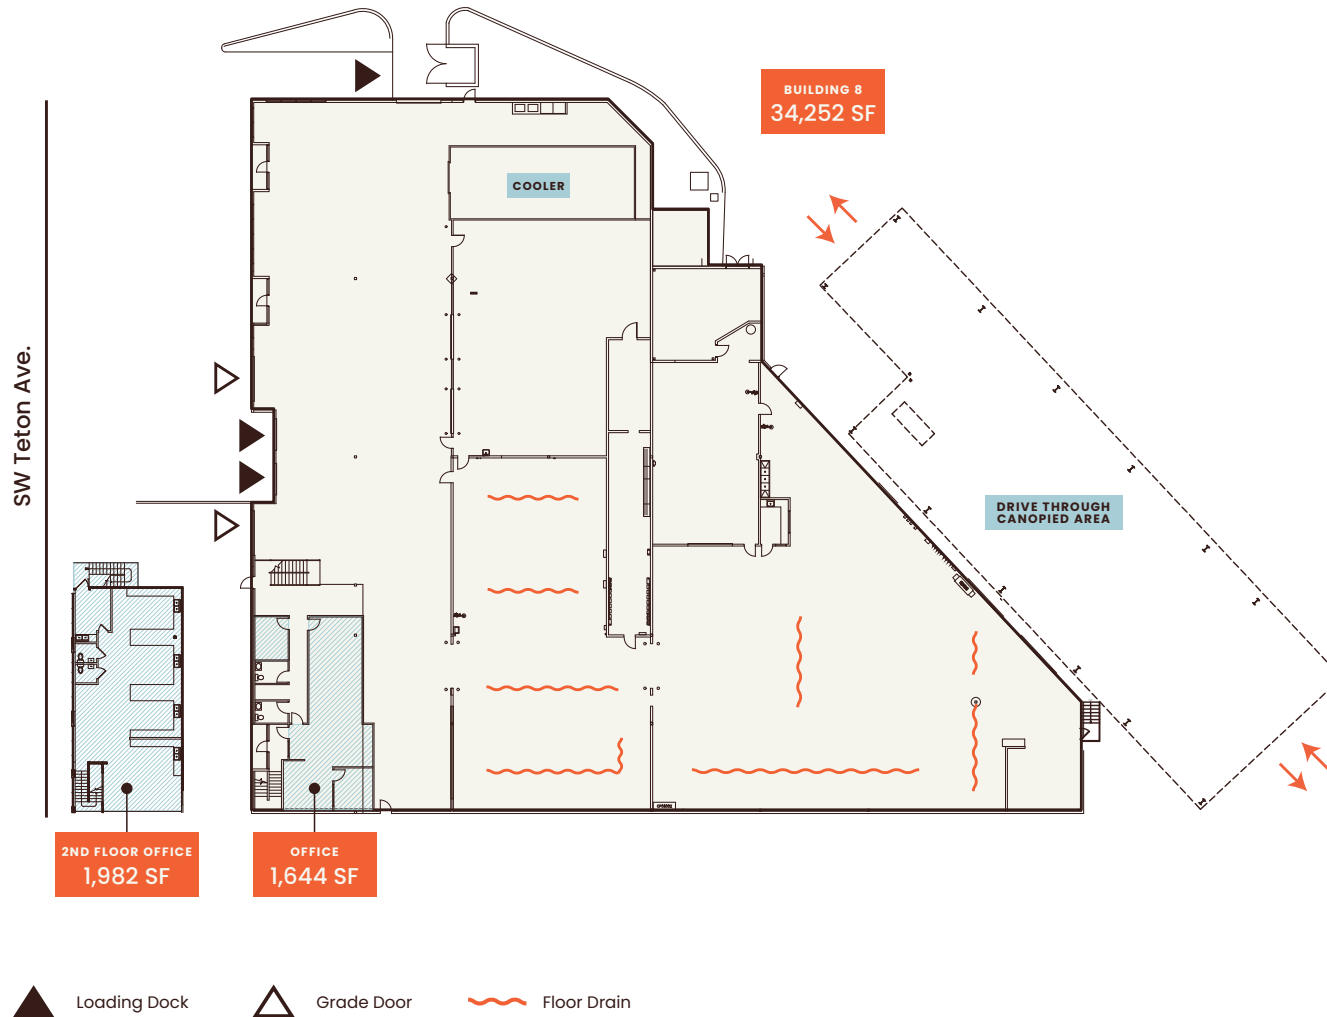 BUILDING 8
34,252 SF
COOLER
SW Teton Ave.
DRIVE THROUGH
CANOPIED AREA
2ND FLOOR OFFICE
1,982 SF
OFFICE
1,644 SF
Loading Dock
Grade Door
Floor Drain